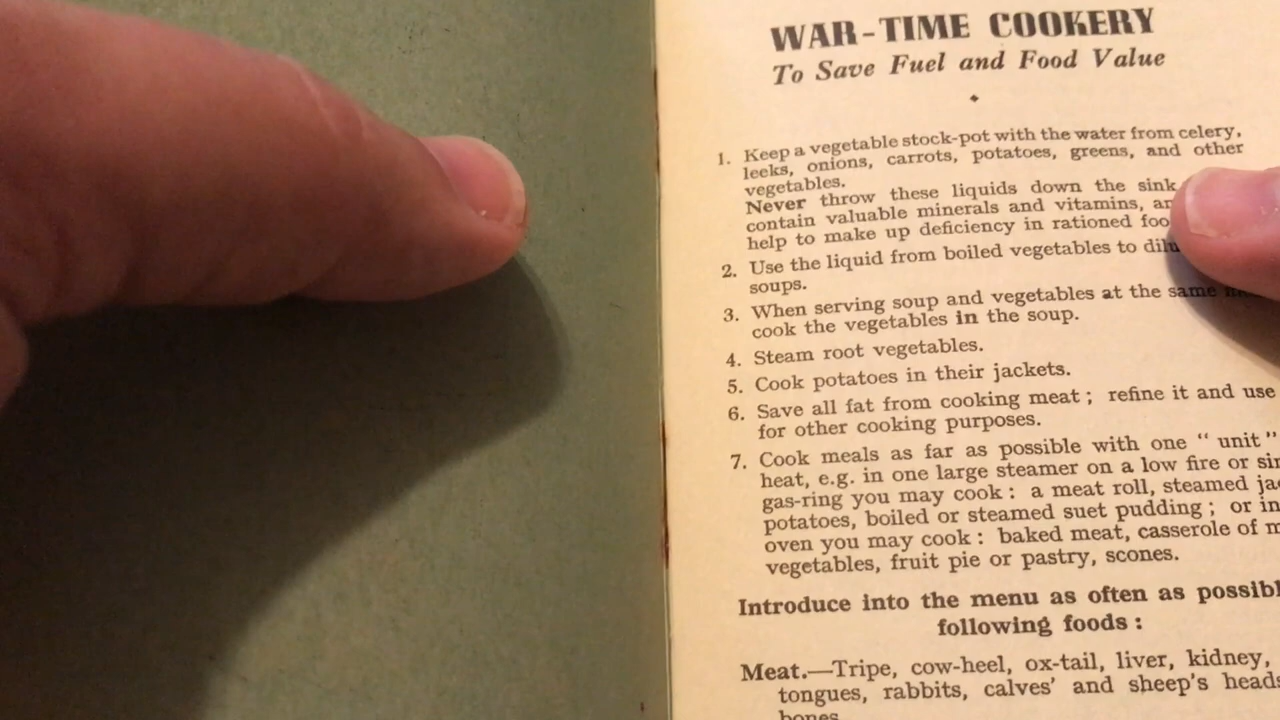 WAR-TIME COOKERY
To Save Fuel and Food Value
1. Keep a vegetable stock-pot with the water from celery,
leeks, onions, carrots, potatoes, greens, and other
vegetables.
Never throw these liquids down the sink
contain valuable minerals and vitamins,
help to make up deficiency in rationed
2. Use the liquid from boiled vegetables to
soups.
3. When serving soup and vegetables at the same
cook the vegetables in the soup.
4. Steam root vegetables.
5. Cook potatoes in their jackets.
6. Save all fat from cooking meat; refine it and use
for other cooking purposes.
7. Cook meals as far as possible with one "unit"
heat, e.g. in one large steamer on a low fire or
gas-ring you may cook: a meat roll, steamed
potatoes, boiled or steamed suet pudding; or in
oven you may cook: baked meat, casserole of
vegetables, fruit pie or pastry, scones.
Introduce into the menu as often as
following foods:
Meat.—Tripe, cow-heel, ox-tail, liver, kidney,
tongues, rabbits, calves' and sheep's heads
bones